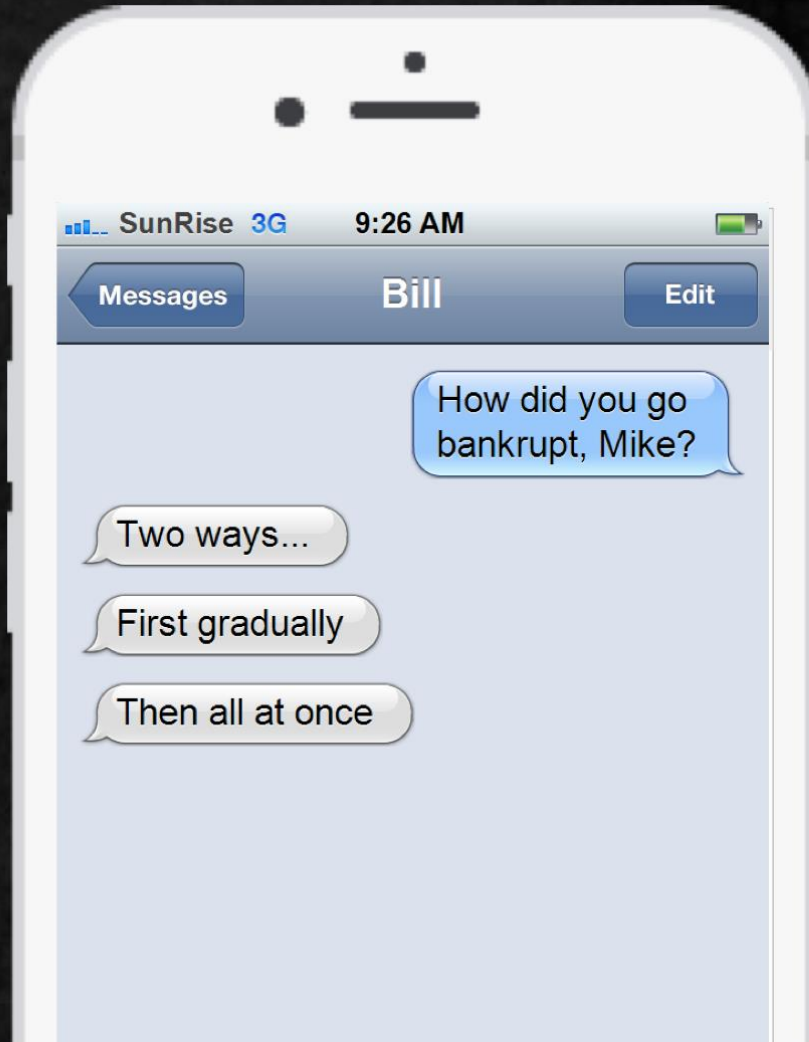 SunRise 3G 9:26 AM
Messages Bill Edit
How did you go
bankrupt, Mike?
Two ways...
First gradually
Then all at once